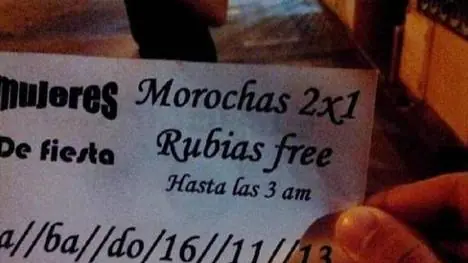 mujeres Morochas 2x1
De fiesta Rubias free
Hasta las 3 am
a//ba//do/16//11//13